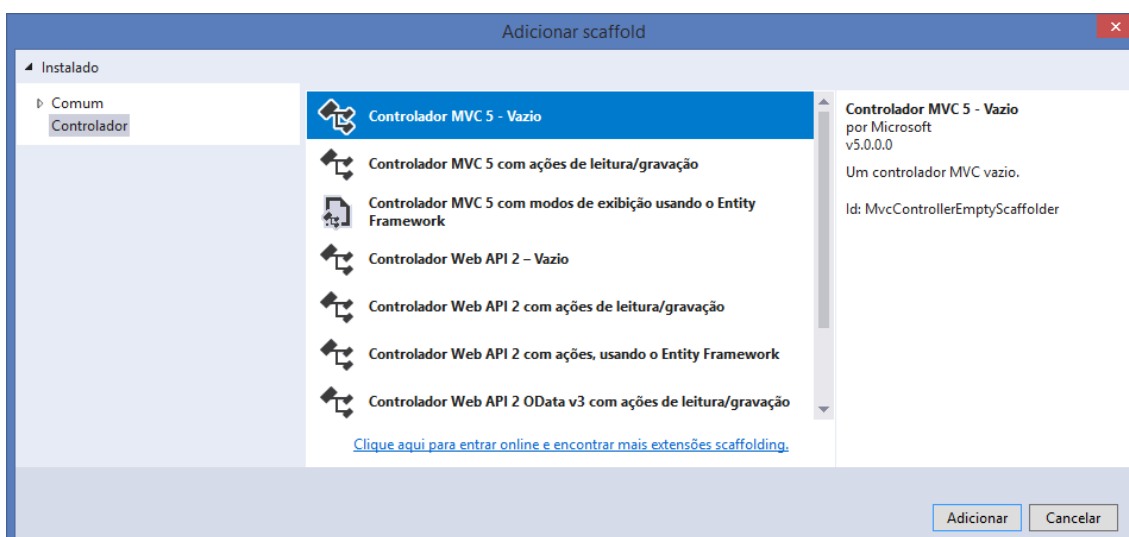 Adicionar scaffold
Instalado
Comum
Controlador
Controlador MVC 5 - Vazio
Controlador MVC 5 com ações de leitura/gravação
Controlador MVC 5 com modos de exibição usando o Entity
Framework
Controlador Web API 2 – Vazio
Controlador Web API 2 com ações de leitura/gravação
Controlador Web API 2 com ações, usando o Entity Framework
Controlador Web API 2 OData v3 com ações de leitura/gravação
Clique aqui para entrar online e encontrar mais extensões scaffolding.
Controlador MVC 5 - Vazio
por Microsoft
v5.0.0.0
Um controlador MVC vazio.
Id: MvcControllerEmptyScaffolder
Adicionar
Cancelar